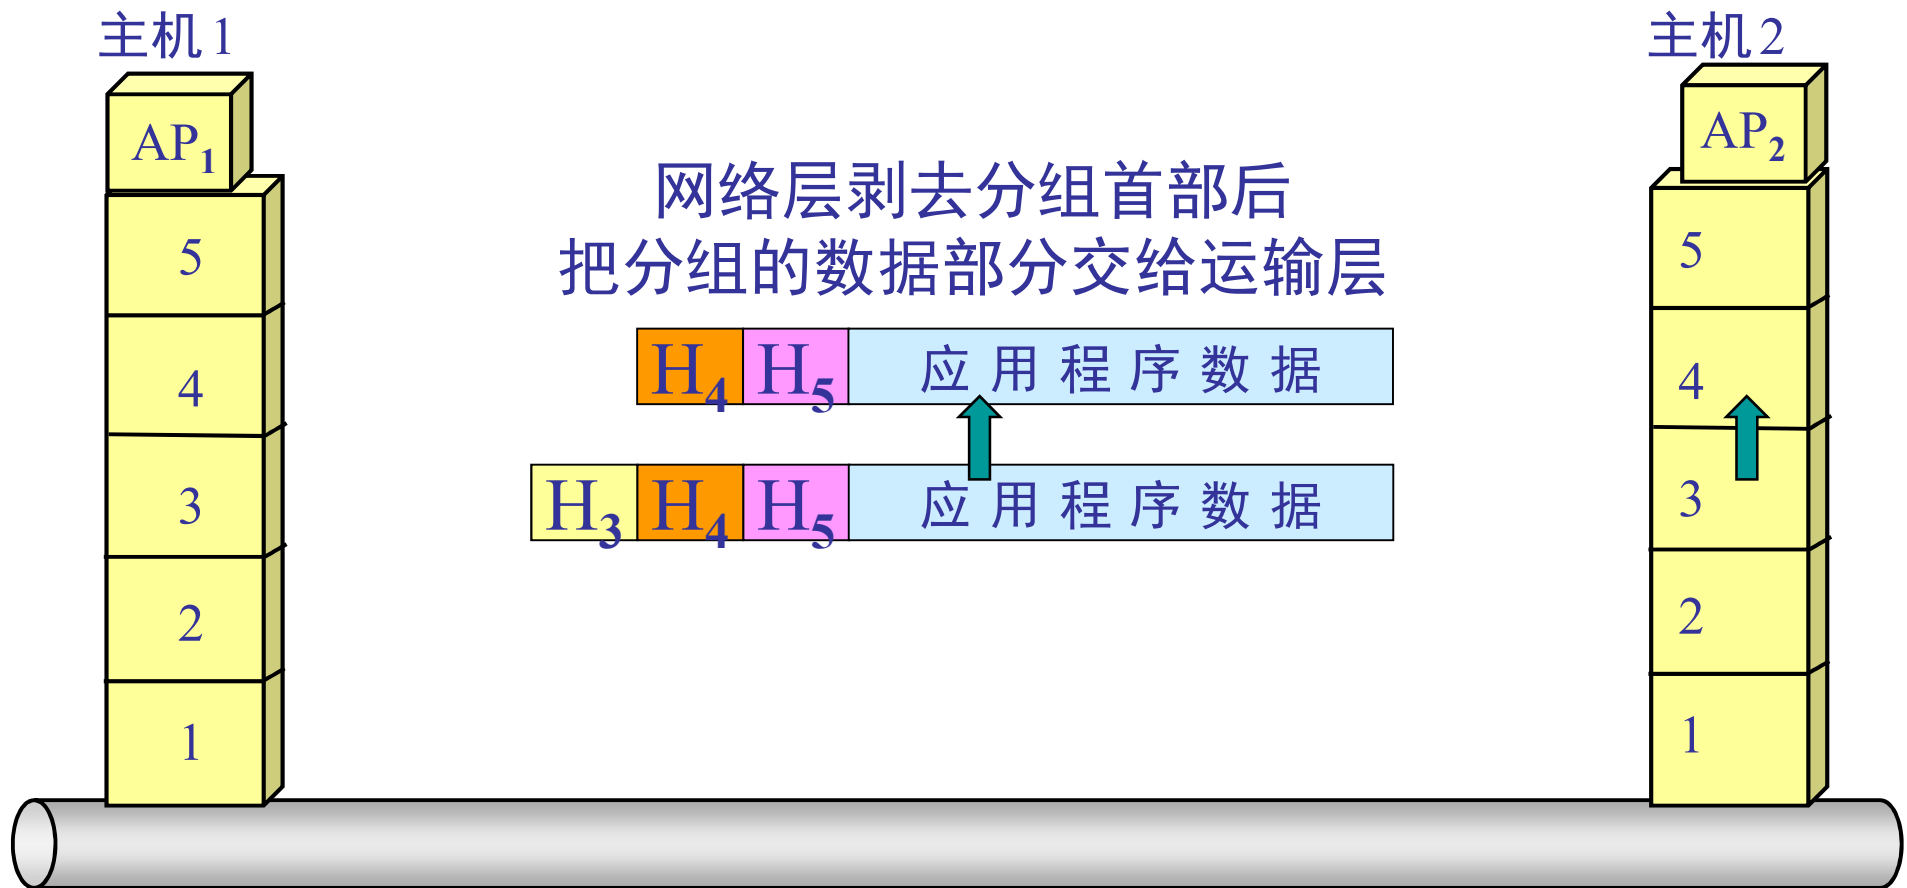 主机 1
主机 2
AP1
AP2
网络层剥去分组首部后
把分组的数据部分交给运输层
H4 H5 应 用 程 序 数 据
H3 H4 H5 应 用 程 序 数 据
5
4
3
2
1
5
4
3
2
1